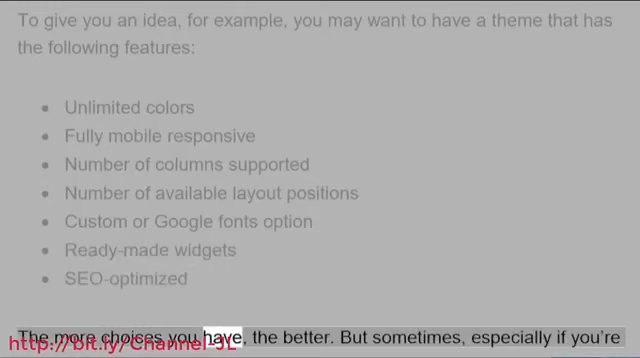 To give you an idea, for example, you may want to have a theme that has
the following features:
• Unlimited colors
• Fully mobile responsive
• Number of columns supported
• Number of available layout positions
• Custom or Google fonts option
• Ready-made widgets
• SEO-optimized
The more choices you have, the better. But sometimes, especially if you're
http://bit.ly/Channel-JL